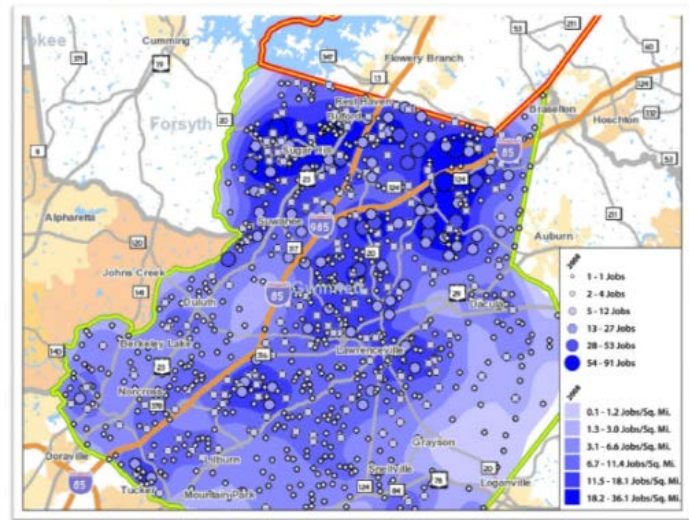 Cumming
Flowery Branch
Forsyth
Rest Haven
Buford
Braselton
Hoschton
Sugar Hill
Alpharetta
Suwanee
Auburn
Johns Creek
985
85
Gwinnett
Duluth
Dacula
Berkeley Lake
Lawrenceville
Norcross
Grayson
Doraville
Lilburn
Snellville
Tucker
Mountain Park
Loganville
2008
1 - 1 Jobs
2 - 4 Jobs
5 - 12 Jobs
13 - 27 Jobs
28 - 53 Jobs
54 - 91 Jobs
2008
0.1 - 1.2 Jobs/Sq. Mi.
1.3 - 3.0 Jobs/Sq. Mi.
3.1 - 6.6 Jobs/Sq. Mi.
6.7 - 11.4 Jobs/Sq. Mi.
11.5 - 18.1 Jobs/Sq. Mi.
18.2 - 36.1 Jobs/Sq. Mi.